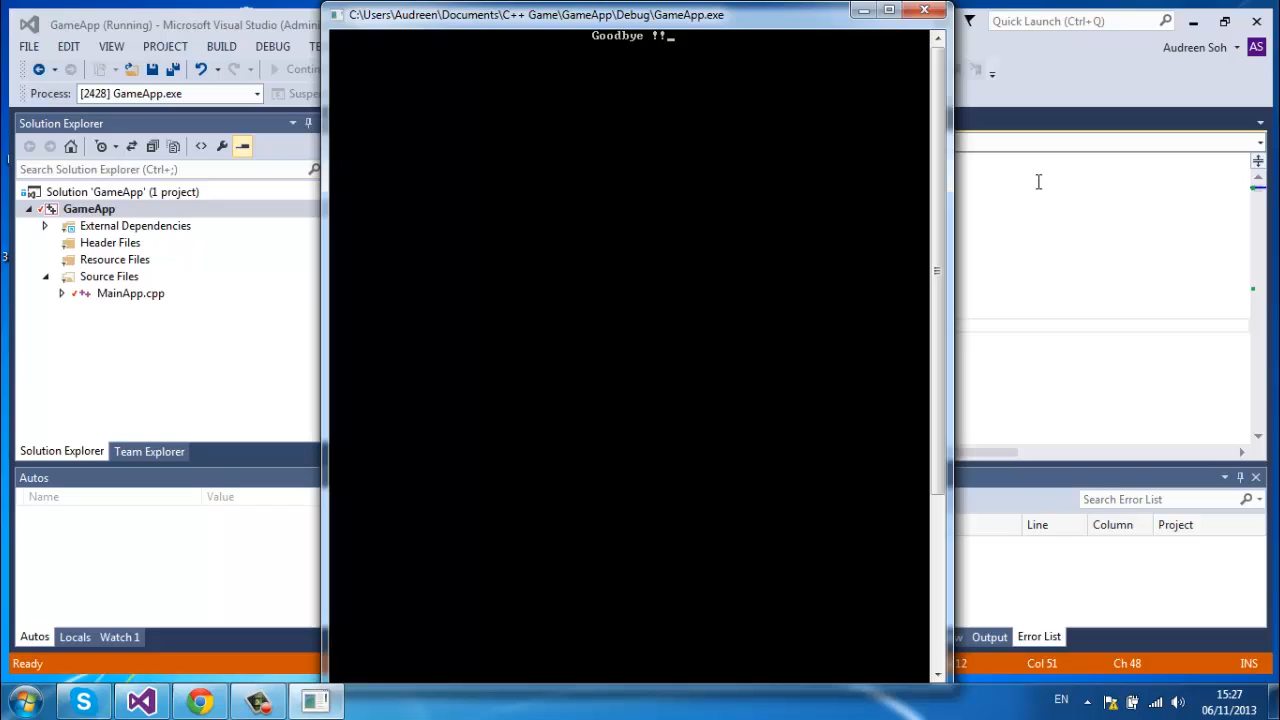 GameApp (Running) - Microsoft Visual Studio (Admini
C:\Users\Audreen\Documents\C++ Game\GameApp\Debug\GameApp.exe
Quick Launch (Ctrl+Q)
FILE EDIT VIEW PROJECT BUILD DEBUG
Audreen Soh AS
Contin
Process: [2428] GameApp.exe Suspe
Goodbye !!_
Solution Explorer
Search Solution Explorer (Ctrl+;)
Solution 'GameApp' (1 project)
GameApp
External Dependencies
Header Files
Resource Files
Source Files
MainApp.cpp
Solution Explorer Team Explorer
Autos
Name Value
Search Error List
Line Column Project
Autos Locals Watch 1
w Output Error List
Ready 12 Col 51 Ch 48 INS
EN 15:27
06/11/2013